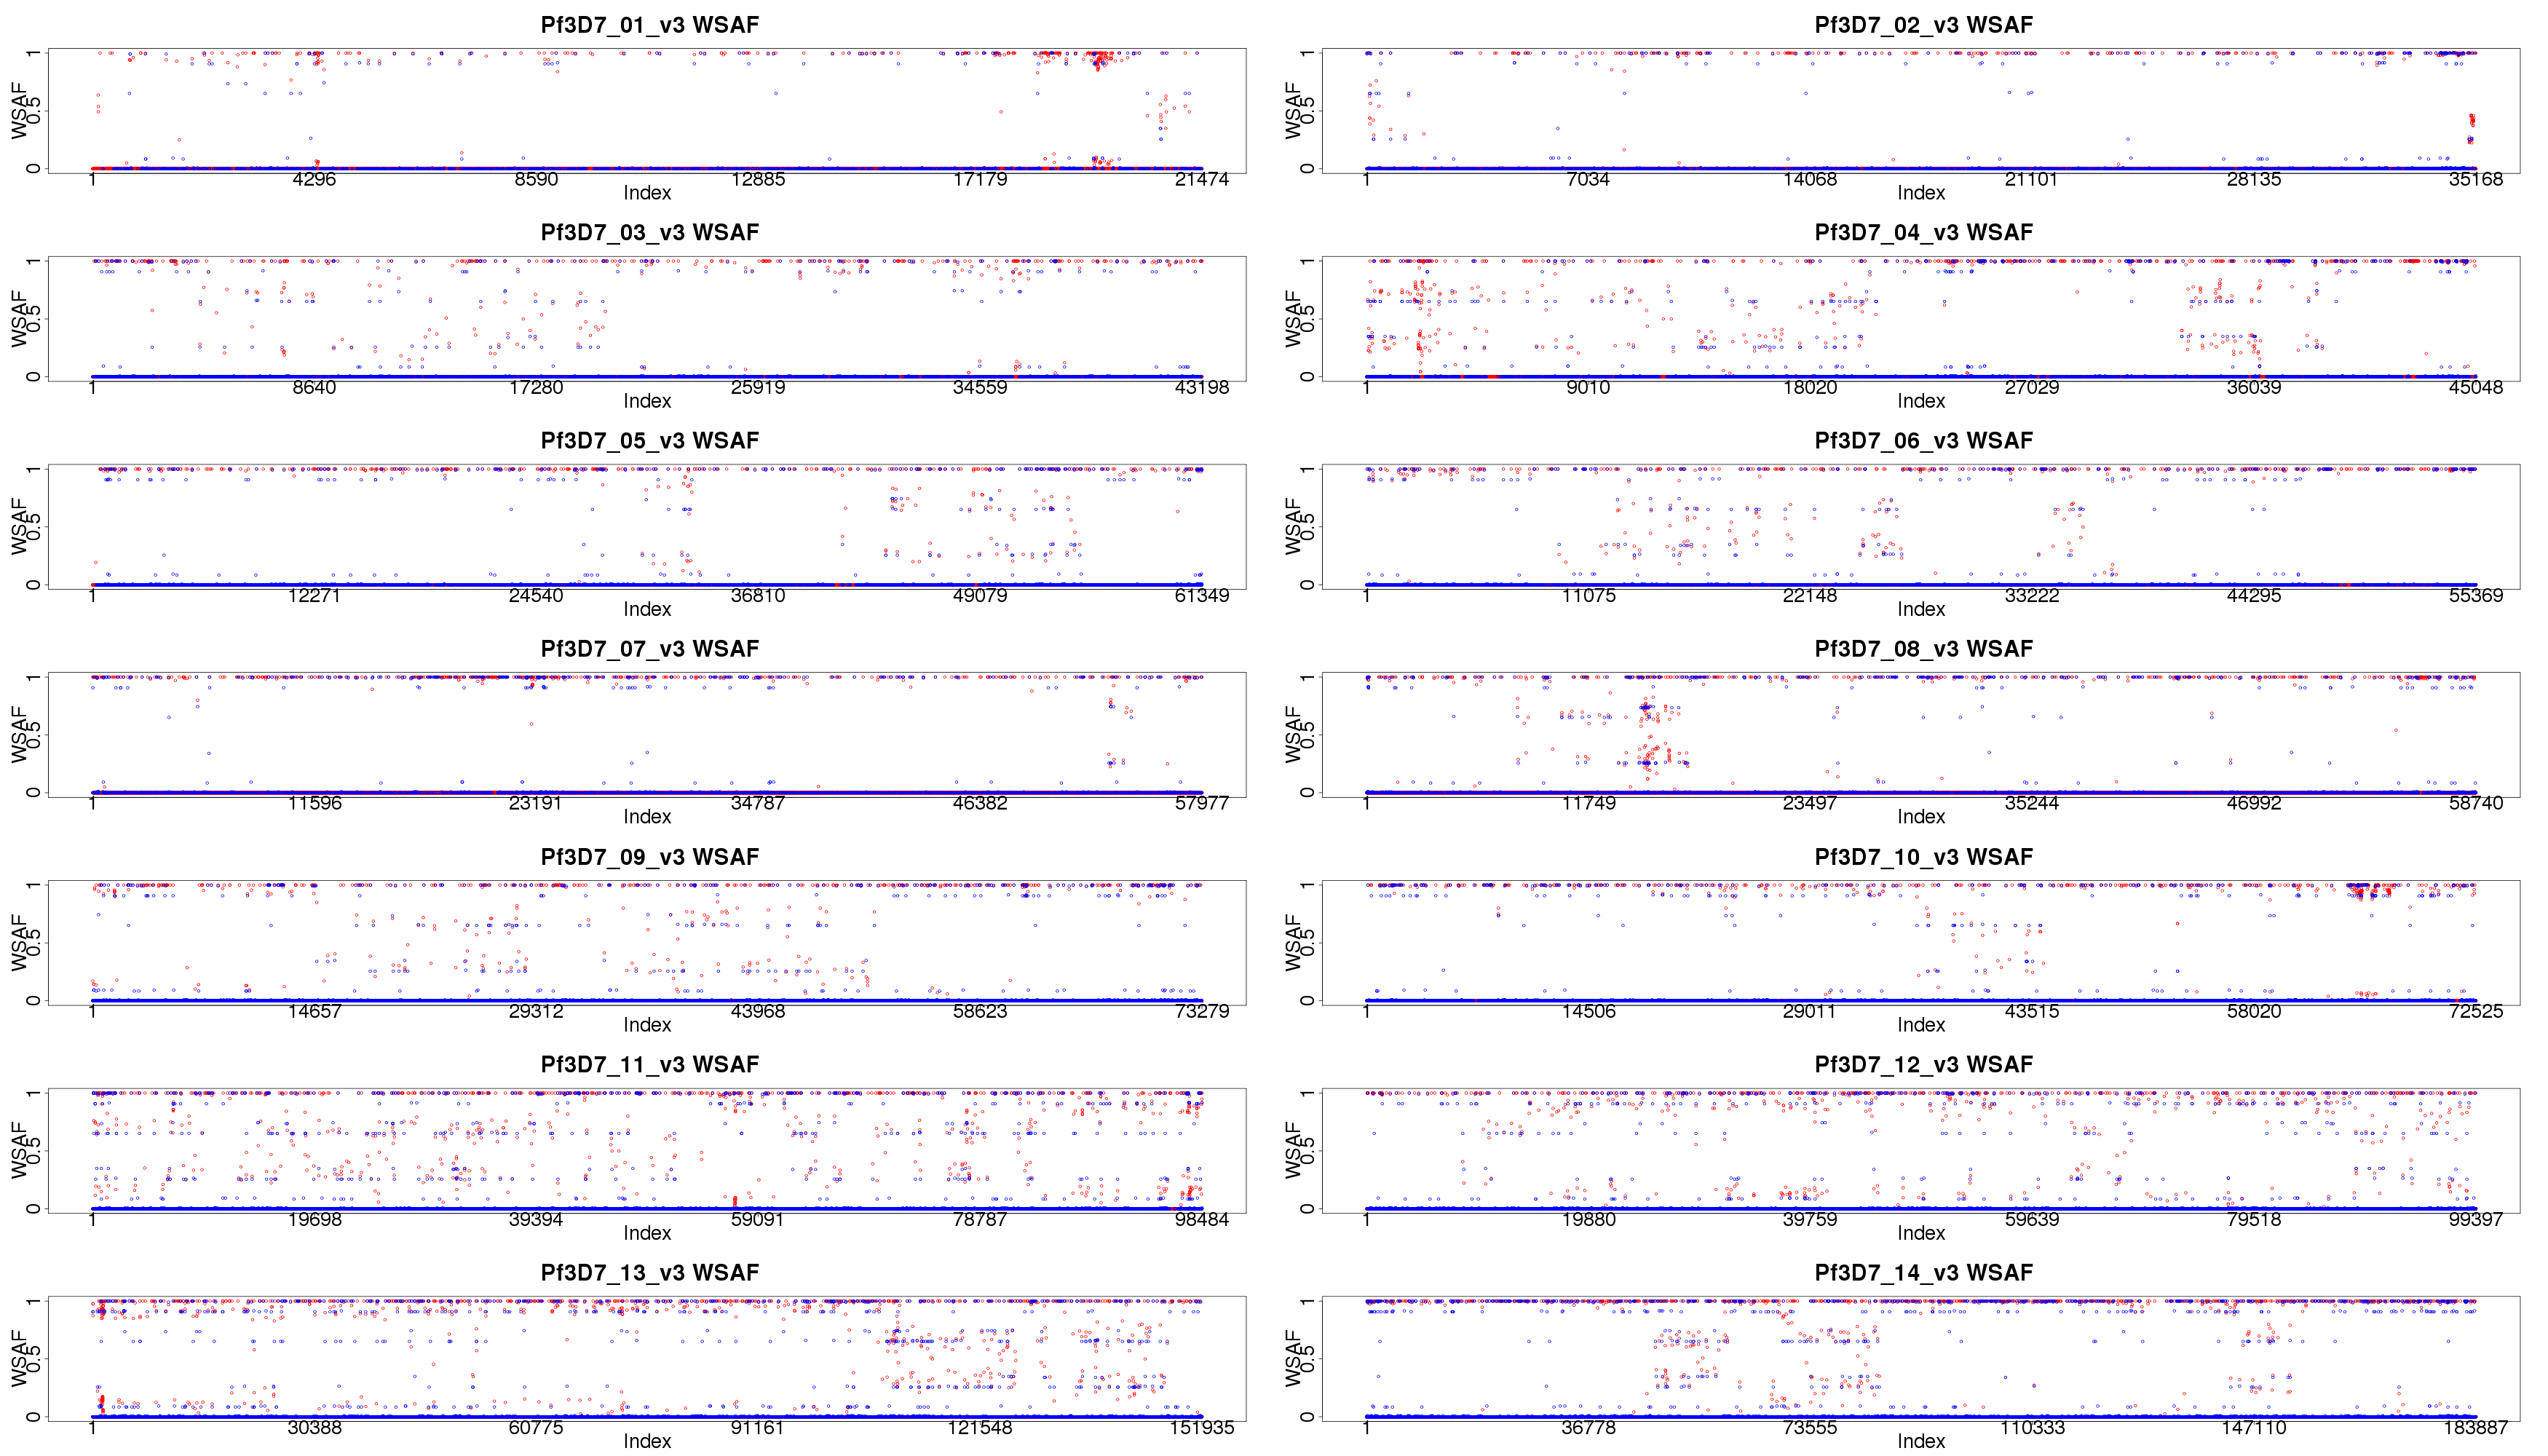 Pf3D7_01_v3 WSAF
WSAF
1
0.5
0
1 4296 8590 12885 17179 21474
Index
Pf3D7_02_v3 WSAF
WSAF
1
0.5
0
1 7034 14068 21101 28135 35168
Index
Pf3D7_03_v3 WSAF
WSAF
1
0.5
0
1 8640 17280 25919 34559 43198
Index
Pf3D7_04_v3 WSAF
WSAF
1
0.5
0
1 9010 18020 27029 36039 45048
Index
Pf3D7_05_v3 WSAF
WSAF
1
0.5
0
1 12271 24540 36810 49079 61349
Index
Pf3D7_06_v3 WSAF
WSAF
1
0.5
0
1 11075 22148 33222 44295 55369
Index
Pf3D7_07_v3 WSAF
WSAF
1
0.5
0
1 11596 23191 34787 46382 57977
Index
Pf3D7_08_v3 WSAF
WSAF
1
0.5
0
1 11749 23497 35244 46992 58740
Index
Pf3D7_09_v3 WSAF
WSAF
1
0.5
0
1 14657 29312 43968 58623 73279
Index
Pf3D7_10_v3 WSAF
WSAF
1
0.5
0
1 14506 29011 43515 58020 72525
Index
Pf3D7_11_v3 WSAF
WSAF
1
0.5
0
1 19698 39394 59091 78787 98484
Index
Pf3D7_12_v3 WSAF
WSAF
1
0.5
0
1 19880 39759 59639 79518 99397
Index
Pf3D7_13_v3 WSAF
WSAF
1
0.5
0
1 30388 60775 91161 121548 151935
Index
Pf3D7_14_v3 WSAF
WSAF
1
0.5
0
1 36778 73555 110333 147110 183887
Index